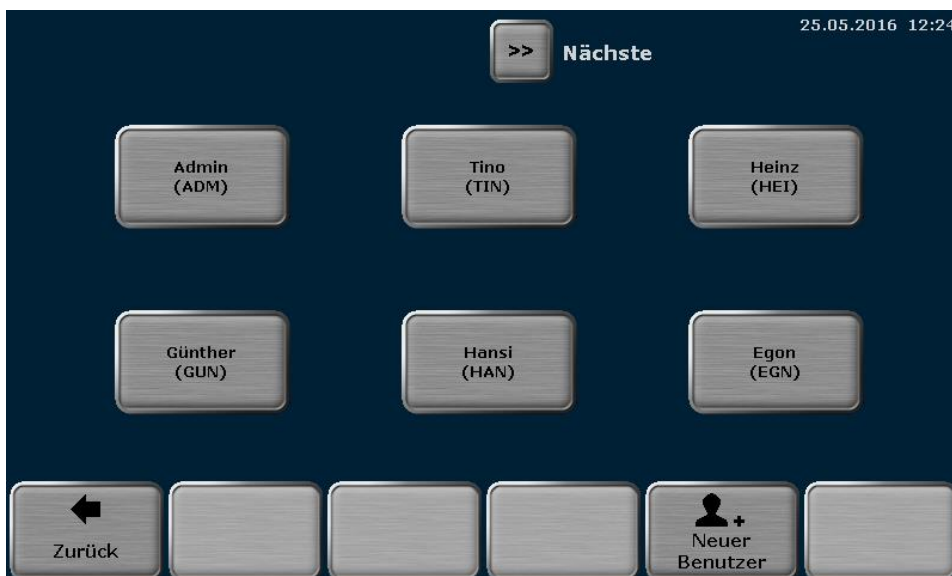 25.05.2016 12:24
>> Nächste
Admin
(ADM)
Tino
(TIN)
Heinz
(HEI)
Günther
(GUN)
Hansi
(HAN)
Egon
(EGN)
Zurück
Neuer
Benutzer